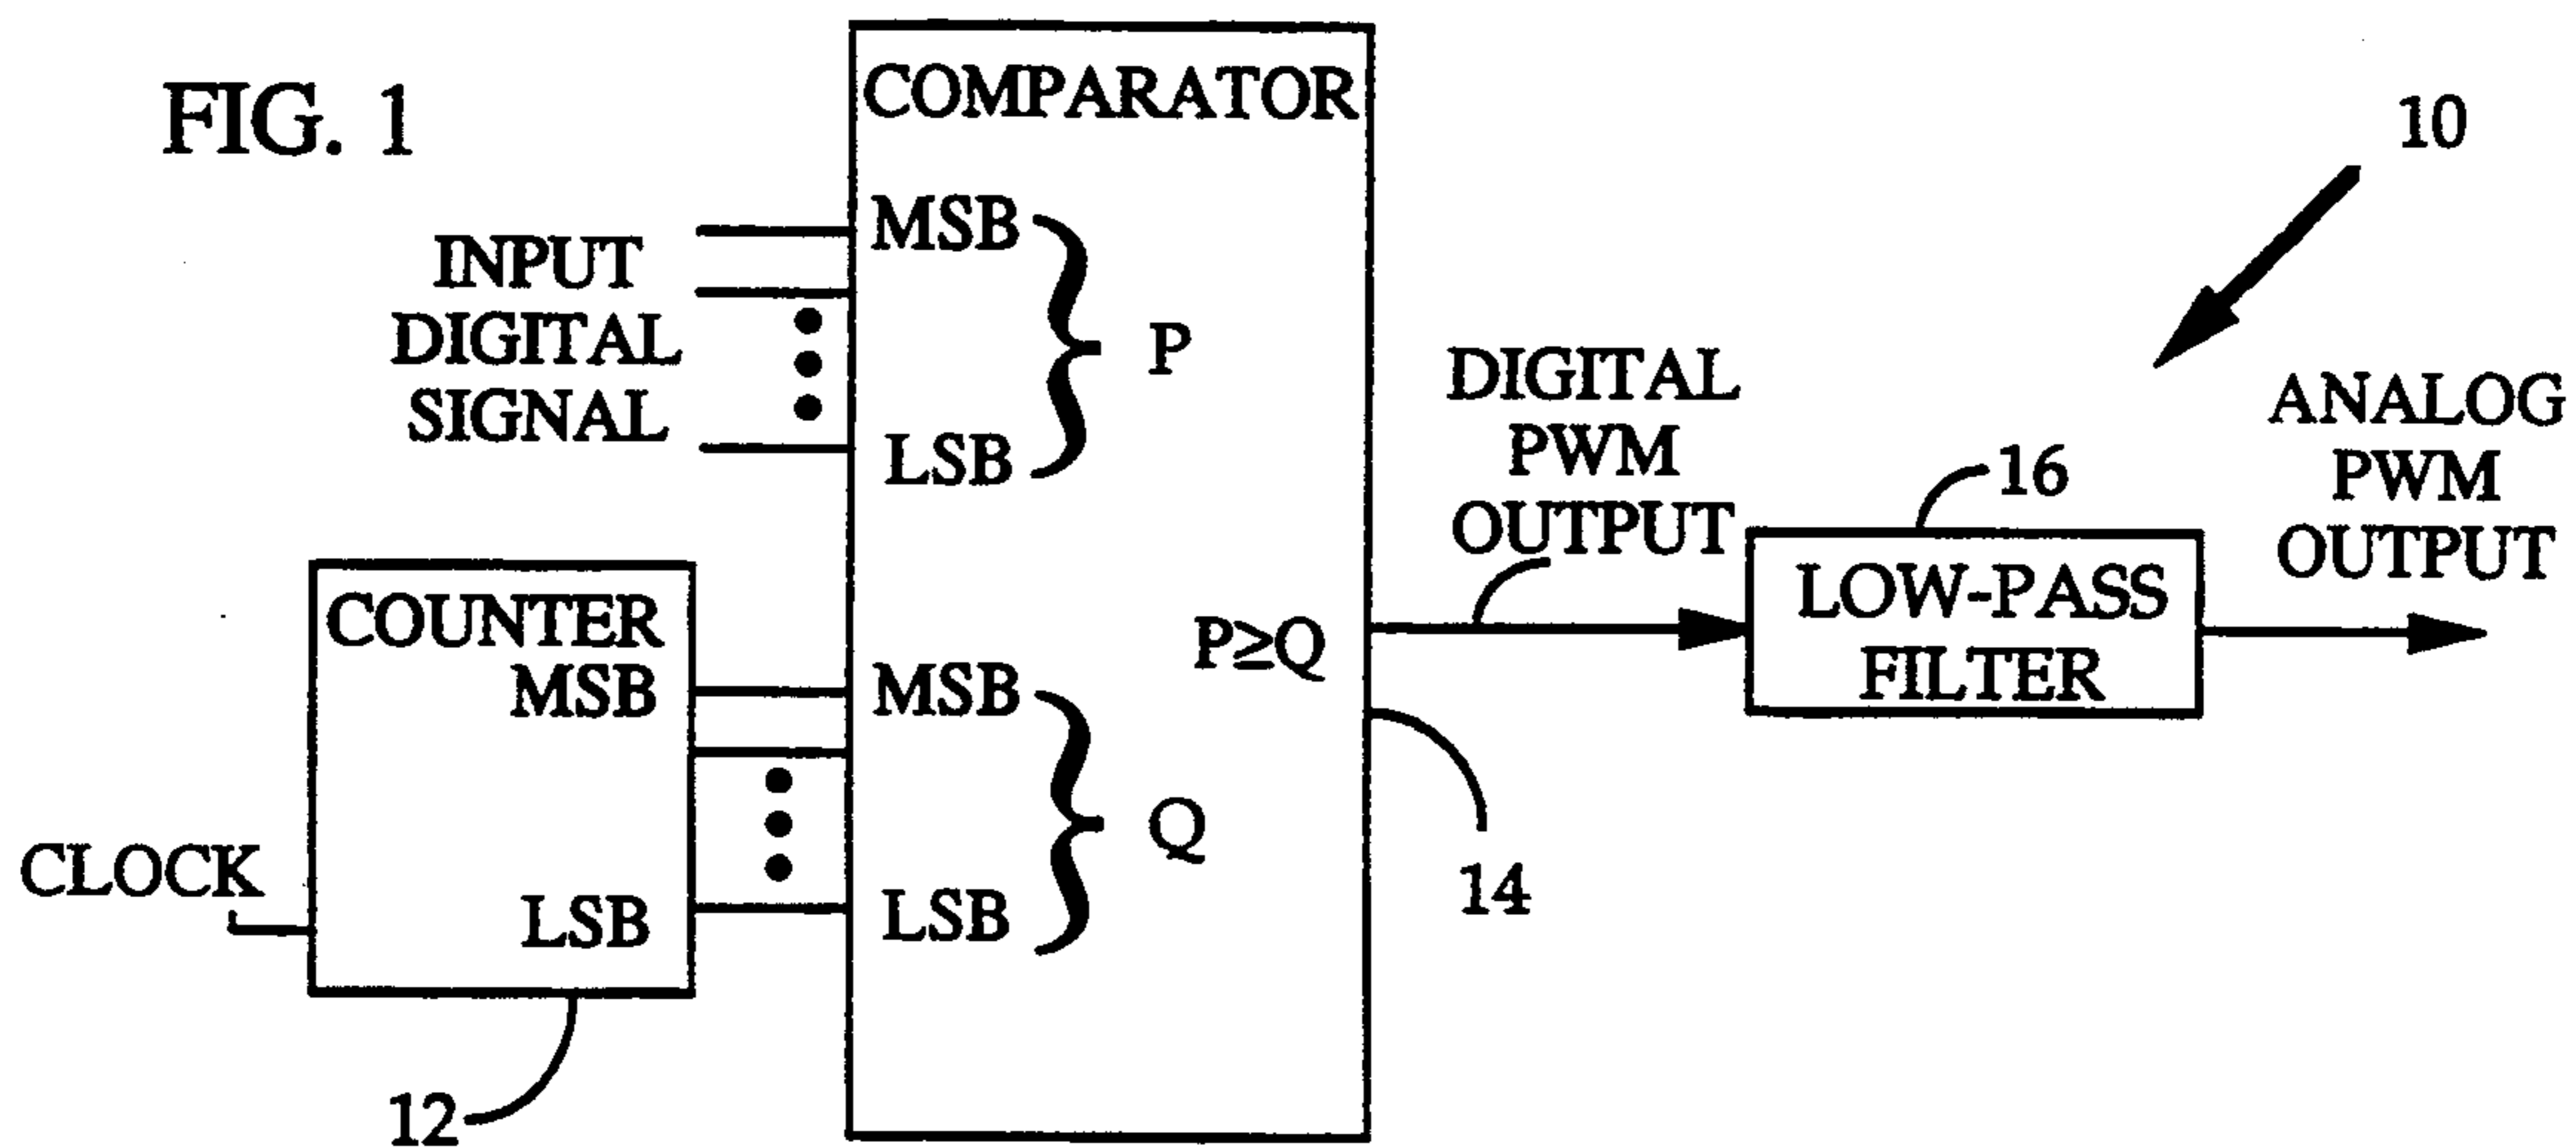 FIG. 1
COMPARATOR
10
INPUT
DIGITAL
SIGNAL
MSB
LSB
P
DIGITAL
PWM
OUTPUT
16
ANALOG
PWM
OUTPUT
LOW-PASS
FILTER
COUNTER
MSB
LSB
CLOCK
MSB
LSB
Q
P≥Q
14
12